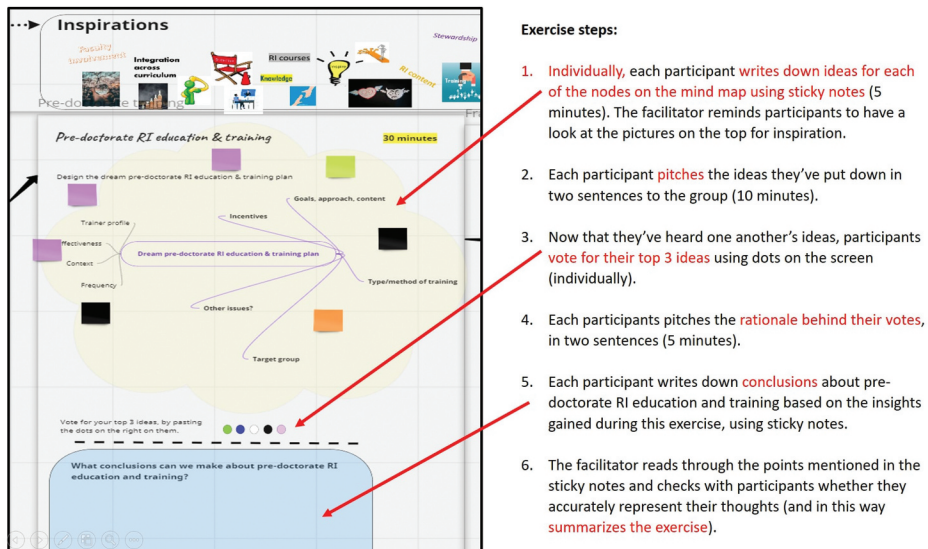 Inspirations
Stewardship
Faculty
Involvement
Integration
across
curriculum
RI courses
Knowledge
RI content
Training
Pre-doctorate training
Pre-doctorate RI education & training
30 minutes
Design the dream pre-doctorate RI education & training plan
Goals, approach, content
Incentives
Trainer profile
ffectiveness
Context
Frequency
Dream pre-doctorate RI education & training plan
Type/method of training
Other issues?
Target group
Vote for your top 3 ideas, by pasting
the dots on the right on them.
What conclusions can we make about pre-doctorate RI
education and training?
Exercise steps:
1. Individually, each participant writes down ideas for each
of the nodes on the mind map using sticky notes (5
minutes). The facilitator reminds participants to have a
look at the pictures on the top for inspiration.
2. Each participant pitches the ideas they've put down in
two sentences to the group (10 minutes).
3. Now that they've heard one another's ideas, participants
vote for their top 3 ideas using dots on the screen
(individually).
4. Each participants pitches the rationale behind their votes,
in two sentences (5 minutes).
5. Each participant writes down conclusions about pre-
doctorate RI education and training based on the insights
gained during this exercise, using sticky notes.
6. The facilitator reads through the points mentioned in the
sticky notes and checks with participants whether they
accurately represent their thoughts (and in this way
summarizes the exercise).